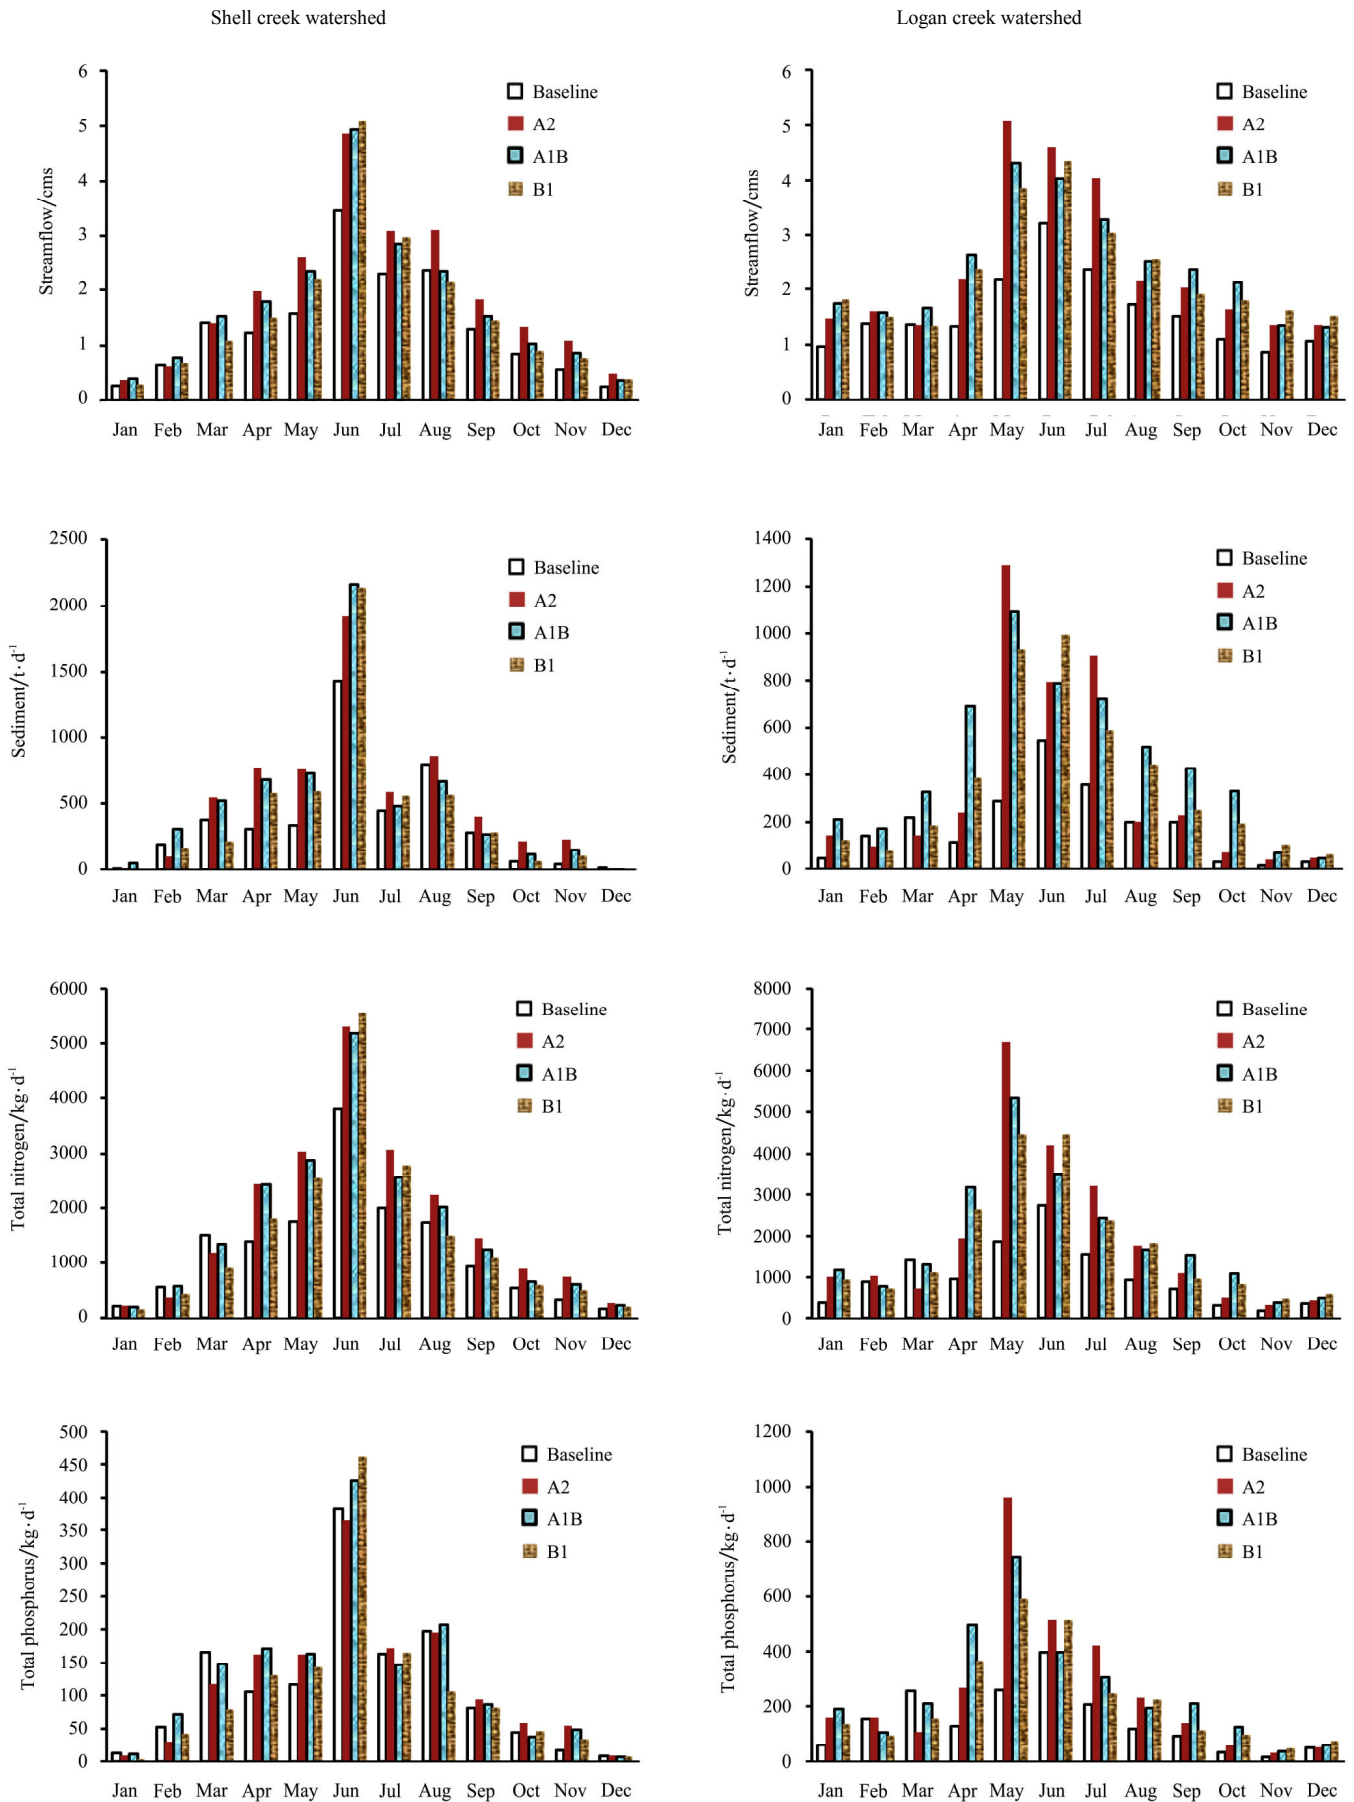 Shell creek watershed
Logan creek watershed
Streamflow/cms
6
5
4
3
2
1
0
Baseline
A2
A1B
B1
Jan Feb Mar Apr May Jun Jul Aug Sep Oct Nov Dec
Streamflow/cms
6
5
4
3
2
1
0
Baseline
A2
A1B
B1
Jan Feb Mar Apr May Jun Jul Aug Sep Oct Nov Dec
Sediment/t·d⁻¹
2500
2000
1500
1000
500
0
Baseline
A2
A1B
B1
Jan Feb Mar Apr May Jun Jul Aug Sep Oct Nov Dec
Sediment/t·d⁻¹
1400
1200
1000
800
600
400
200
0
Baseline
A2
A1B
B1
Jan Feb Mar Apr May Jun Jul Aug Sep Oct Nov Dec
Total nitrogen/kg·d⁻¹
6000
5000
4000
3000
2000
1000
0
Baseline
A2
A1B
B1
Jan Feb Mar Apr May Jun Jul Aug Sep Oct Nov Dec
Total nitrogen/kg·d⁻¹
8000
7000
6000
5000
4000
3000
2000
1000
0
Baseline
A2
A1B
B1
Jan Feb Mar Apr May Jun Jul Aug Sep Oct Nov Dec
Total phosphorus/kg·d⁻¹
500
450
400
350
300
250
200
150
100
50
0
Baseline
A2
A1B
B1
Jan Feb Mar Apr May Jun Jul Aug Sep Oct Nov Dec
Total phosphorus/kg·d⁻¹
1200
1000
800
600
400
200
0
Baseline
A2
A1B
B1
Jan Feb Mar Apr May Jun Jul Aug Sep Oct Nov Dec